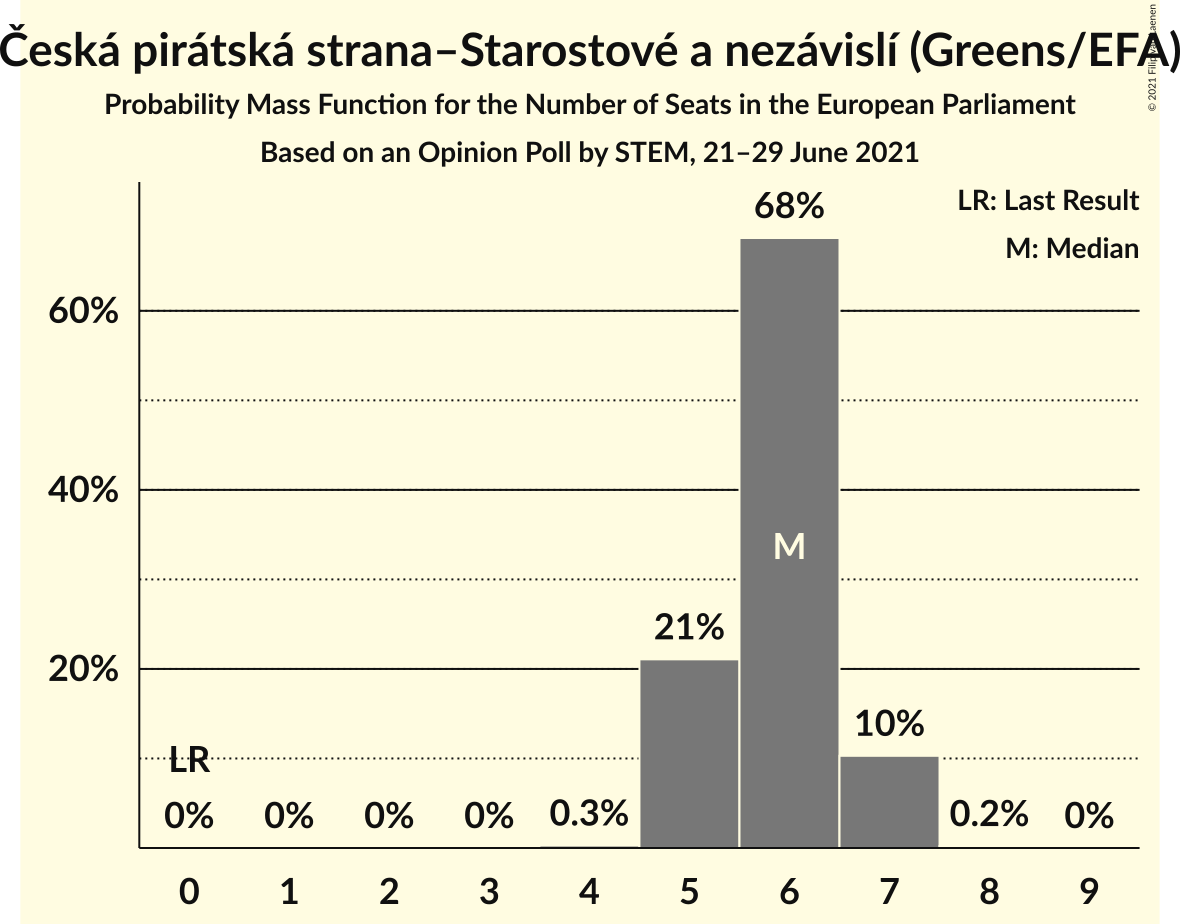 Česká pirátská strana–Starostové a nezávislí (Greens/EFA)
Probability Mass Function for the Number of Seats in the European Parliament
Based on an Opinion Poll by STEM, 21–29 June 2021
© 2021 Filip
LR: Last Result
M: Median
68%
60%
40%
M
21%
20%
10%
LR
0% 0% 0% 0% 0.3% 0.2% 0%
0 1 2 3 4 5 6 7 8 9